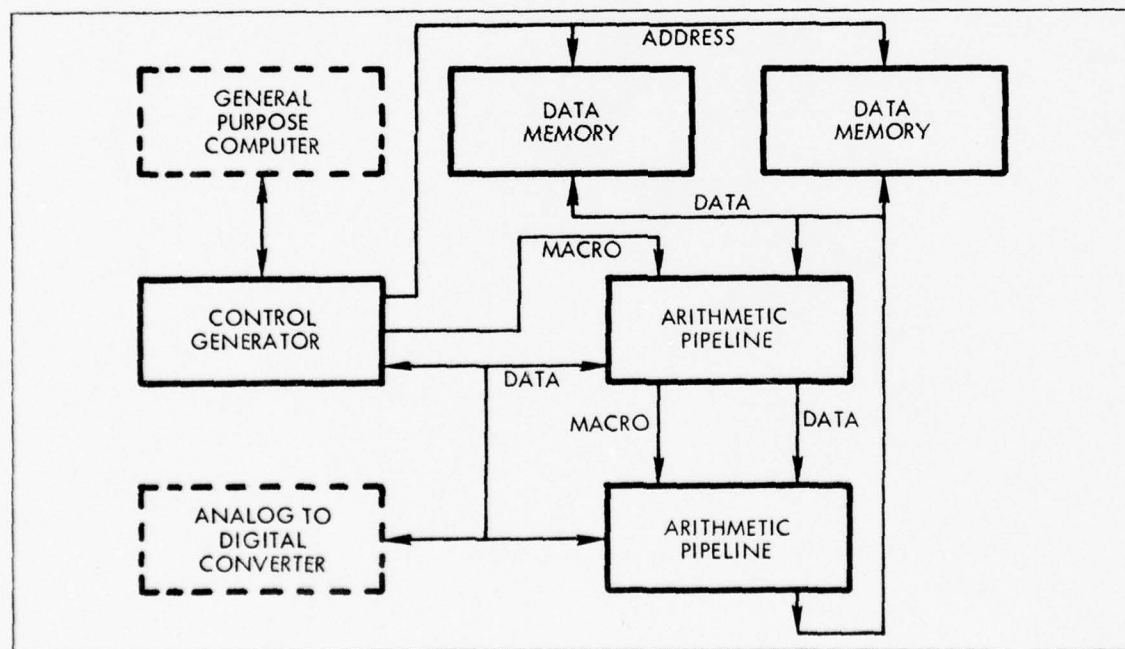 ADDRESS
GENERAL
PURPOSE
COMPUTER
DATA
MEMORY
DATA
MEMORY
DATA
MACRO
CONTROL
GENERATOR
ARITHMETIC
PIPELINE
DATA
MACRO
DATA
ANALOG TO
DIGITAL
CONVERTER
ARITHMETIC
PIPELINE